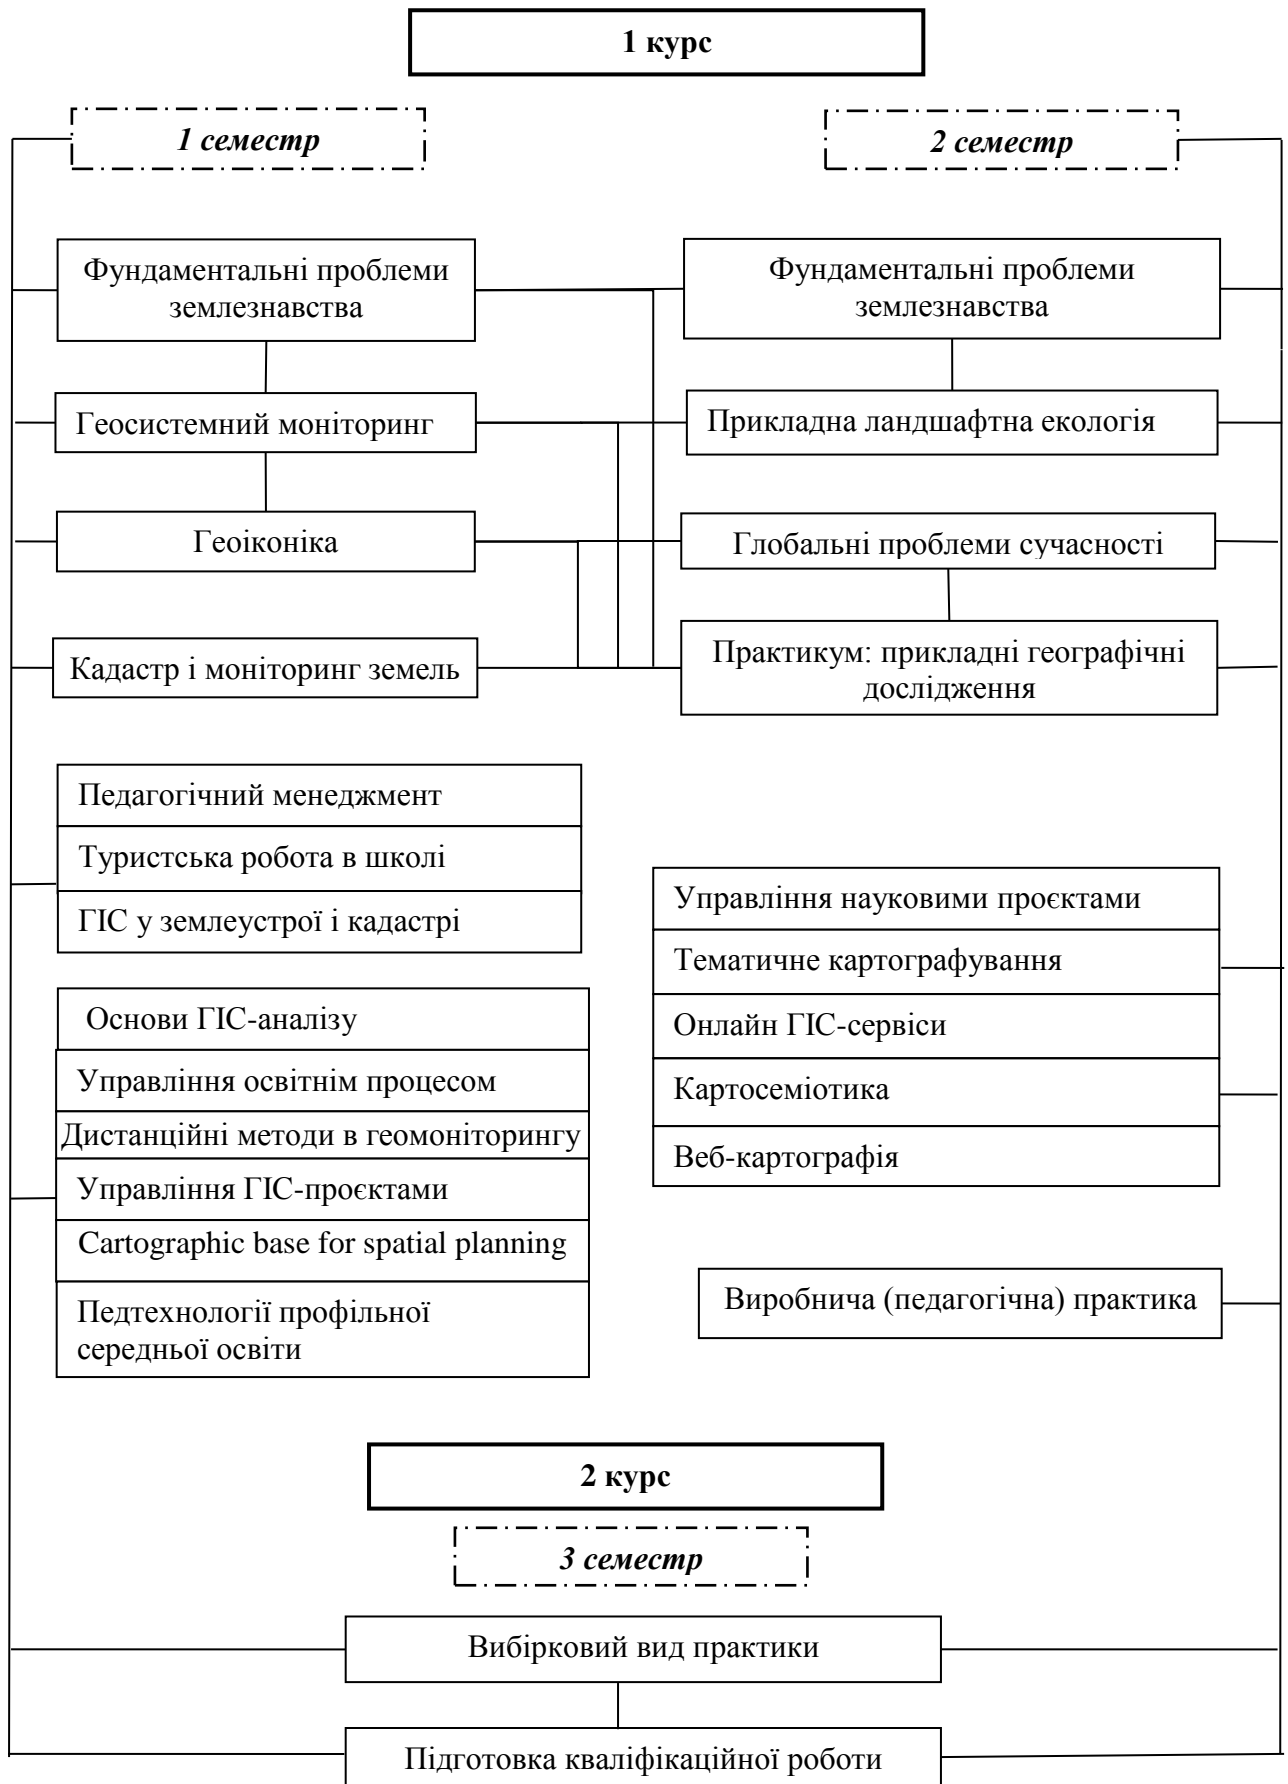 1 курс
1 семестр
2 семестр
Фундаментальні проблеми
землезнавства
Фундаментальні проблеми
землезнавства
Геосистемний моніторинг
Прикладна ландшафтна екологія
Геоіконіка
Глобальні проблеми сучасності
Кадастр і моніторинг земель
Практикум: прикладні географічні
дослідження
Педагогічний менеджмент
Туристська робота в школі
ГІС у землеустрої і кадастрі
Управління науковими проєктами
Тематичне картографування
Онлайн ГІС-сервіси
Картосеміотика
Веб-картографія
Основи ГІС-аналізу
Управління освітнім процесом
Дистанційні методи в геомоніторингу
Управління ГІС-проєктами
Cartographic base for spatial planning
Педтехнології профільної
середньої освіти
Виробнича (педагогічна) практика
2 курс
3 семестр
Вибірковий вид практики
Підготовка кваліфікаційної роботи